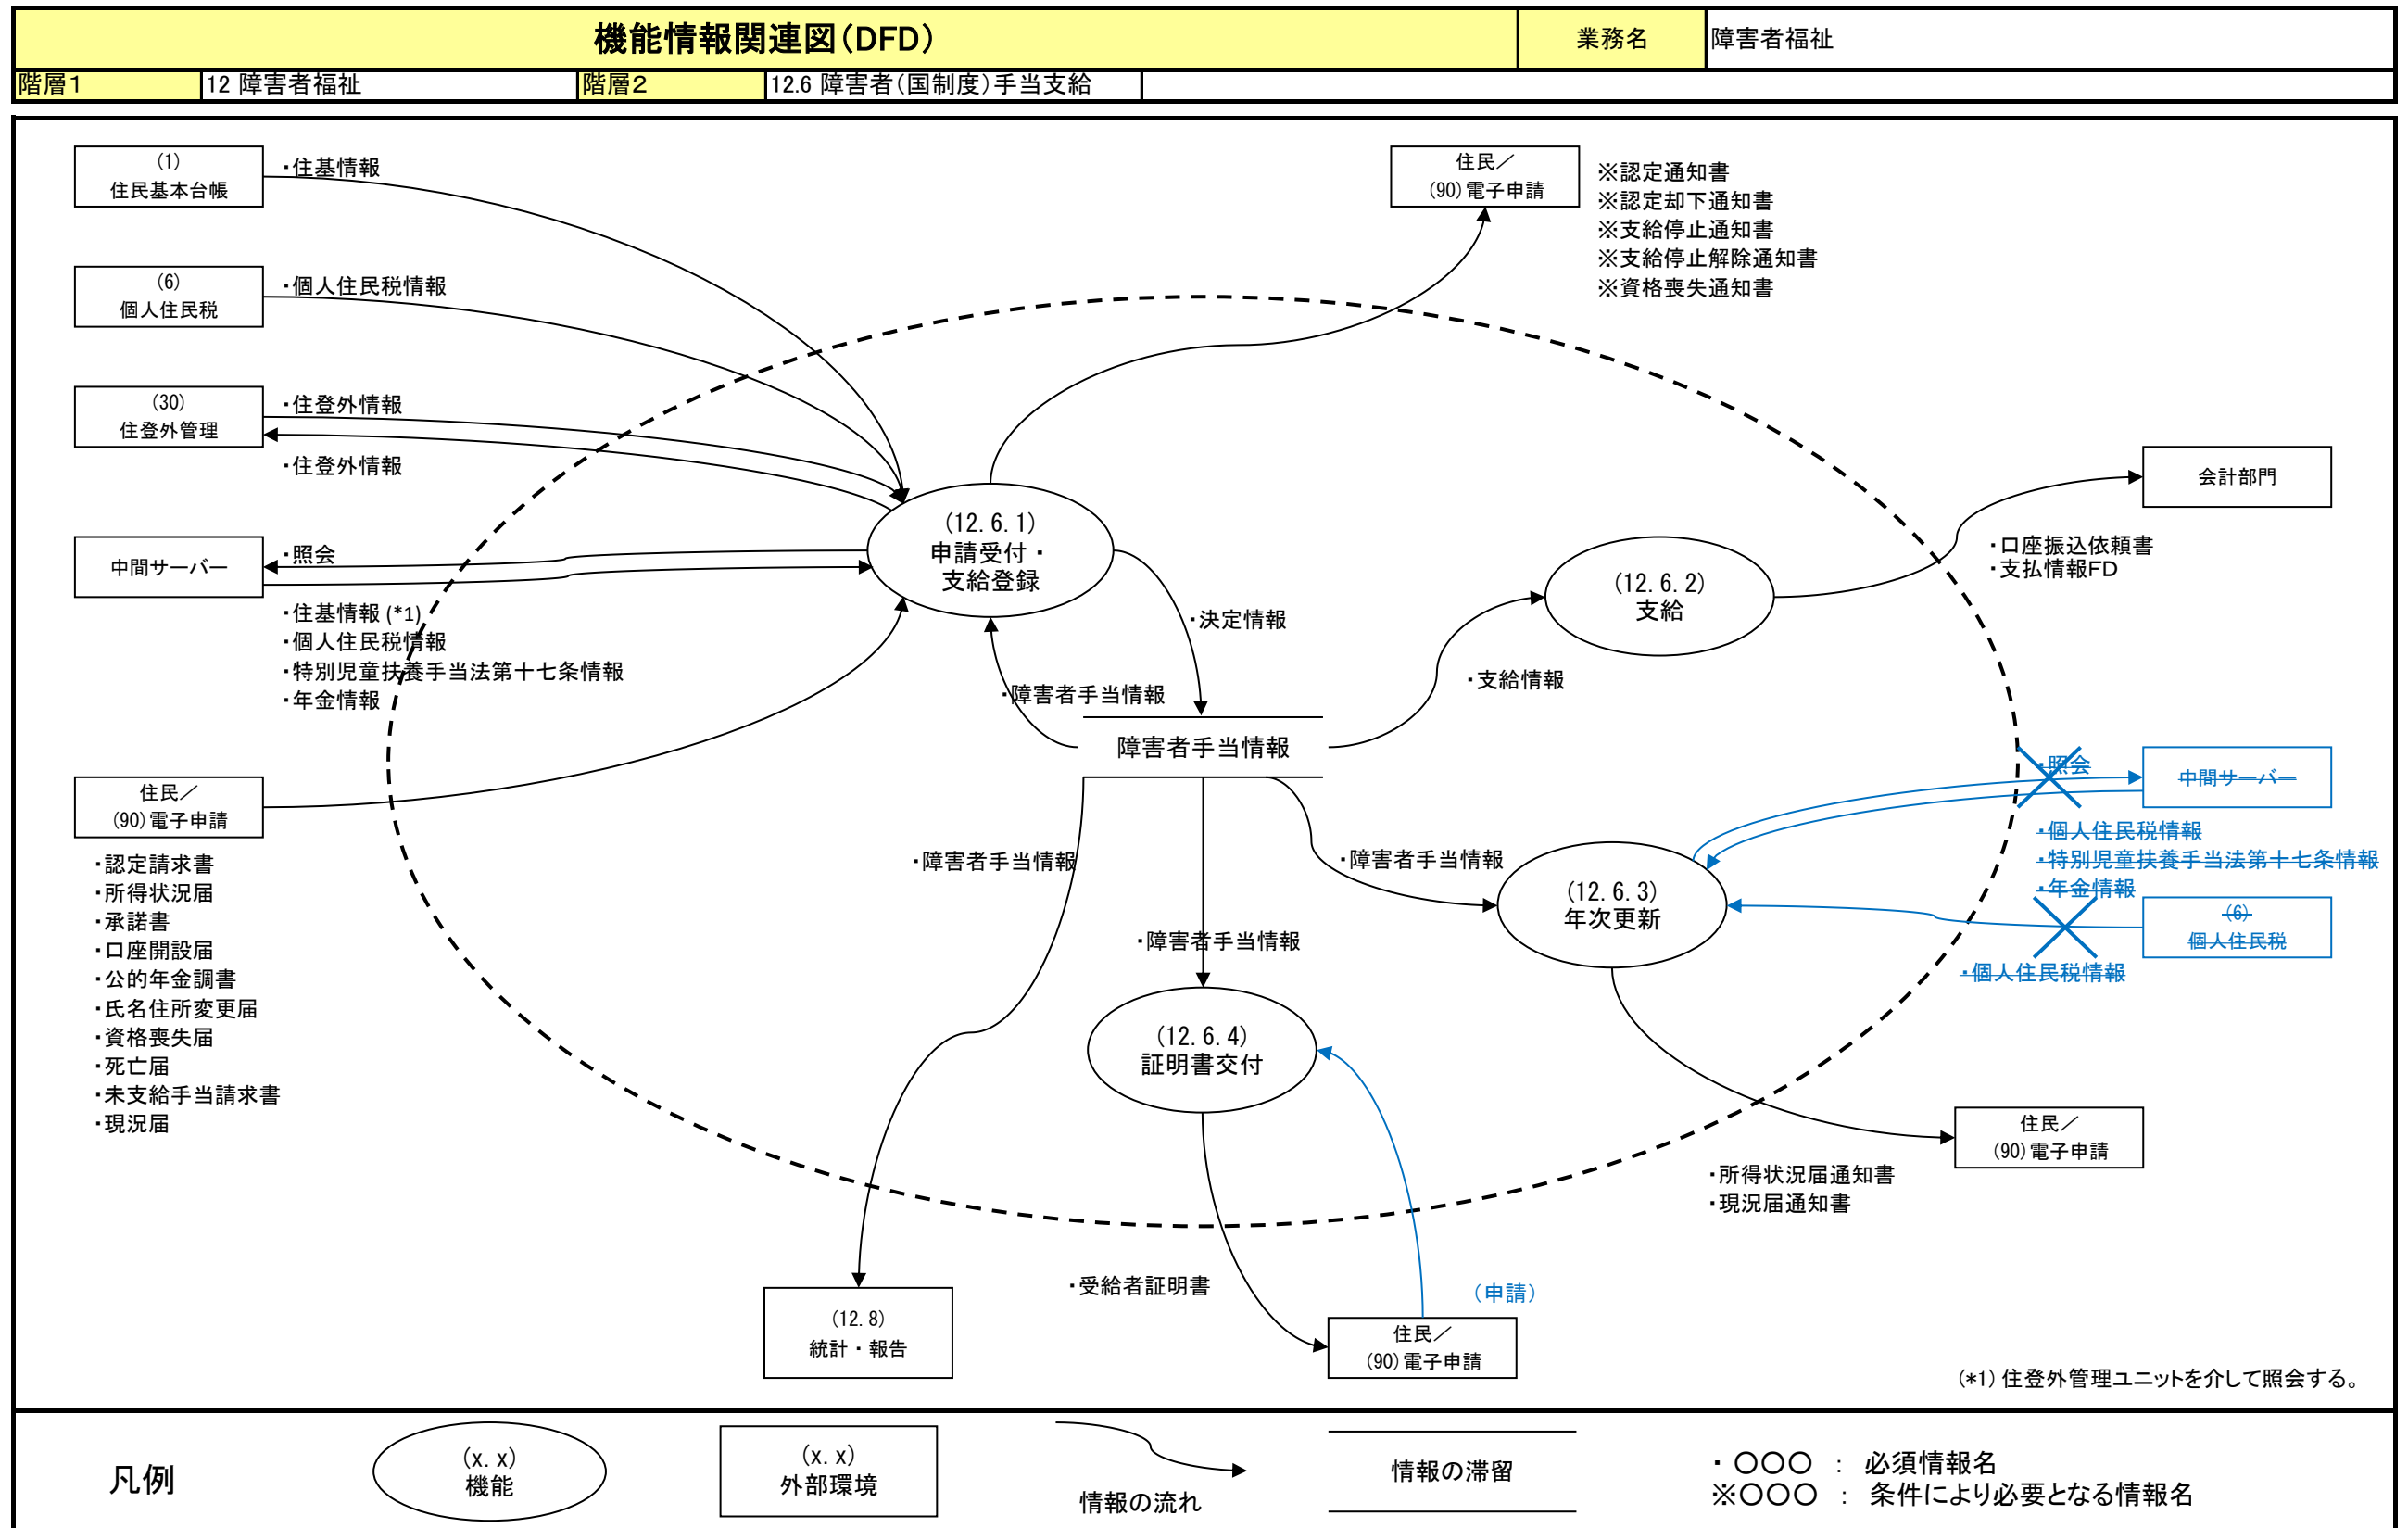 機能情報関連図（DFD）
業務名
障害者福祉
階層１
12 障害者福祉
階層２
12.6 障害者（国制度）手当支給
(1)
住民基本台帳
・住基情報
(6)
個人住民税
・個人住民税情報
(30)
住登外管理
・住登外情報
・住登外情報
中間サーバー
・照会
・住基情報 (*1)
・個人住民税情報
・特別児童扶養手当法第十七条情報
・年金情報
住民／
(90)電子申請
・認定請求書
・所得状況届
・承諾書
・口座開設届
・公的年金調書
・氏名住所変更届
・資格喪失届
・死亡届
・未支給手当請求書
・現況届
住民／
(90)電子申請
※認定通知書
※認定却下通知書
※支給停止通知書
※支給停止解除通知書
※資格喪失通知書
(12.6.1)
申請受付・
支給登録
・決定情報
・障害者手当情報
障害者手当情報
・支給情報
(12.6.2)
支給
会計部門
・口座振込依頼書
・支払情報FD
・照会
中間サーバー
・個人住民税情報
・特別児童扶養手当法第十七条情報
・年金情報
(6)
個人住民税
・個人住民税情報
・障害者手当情報
・障害者手当情報
・障害者手当情報
(12.6.3)
年次更新
(12.6.4)
証明書交付
住民／
(90)電子申請
・所得状況届通知書
・現況届通知書
・受給者証明書
（申請）
(12.8)
統計・報告
住民／
(90)電子申請
(*1) 住登外管理ユニットを介して照会する。
凡例
(x.x)
機能
(x.x)
外部環境
情報の流れ
情報の滞留
・ 〇〇〇 ： 必須情報名
※〇〇〇 ： 条件により必要となる情報名